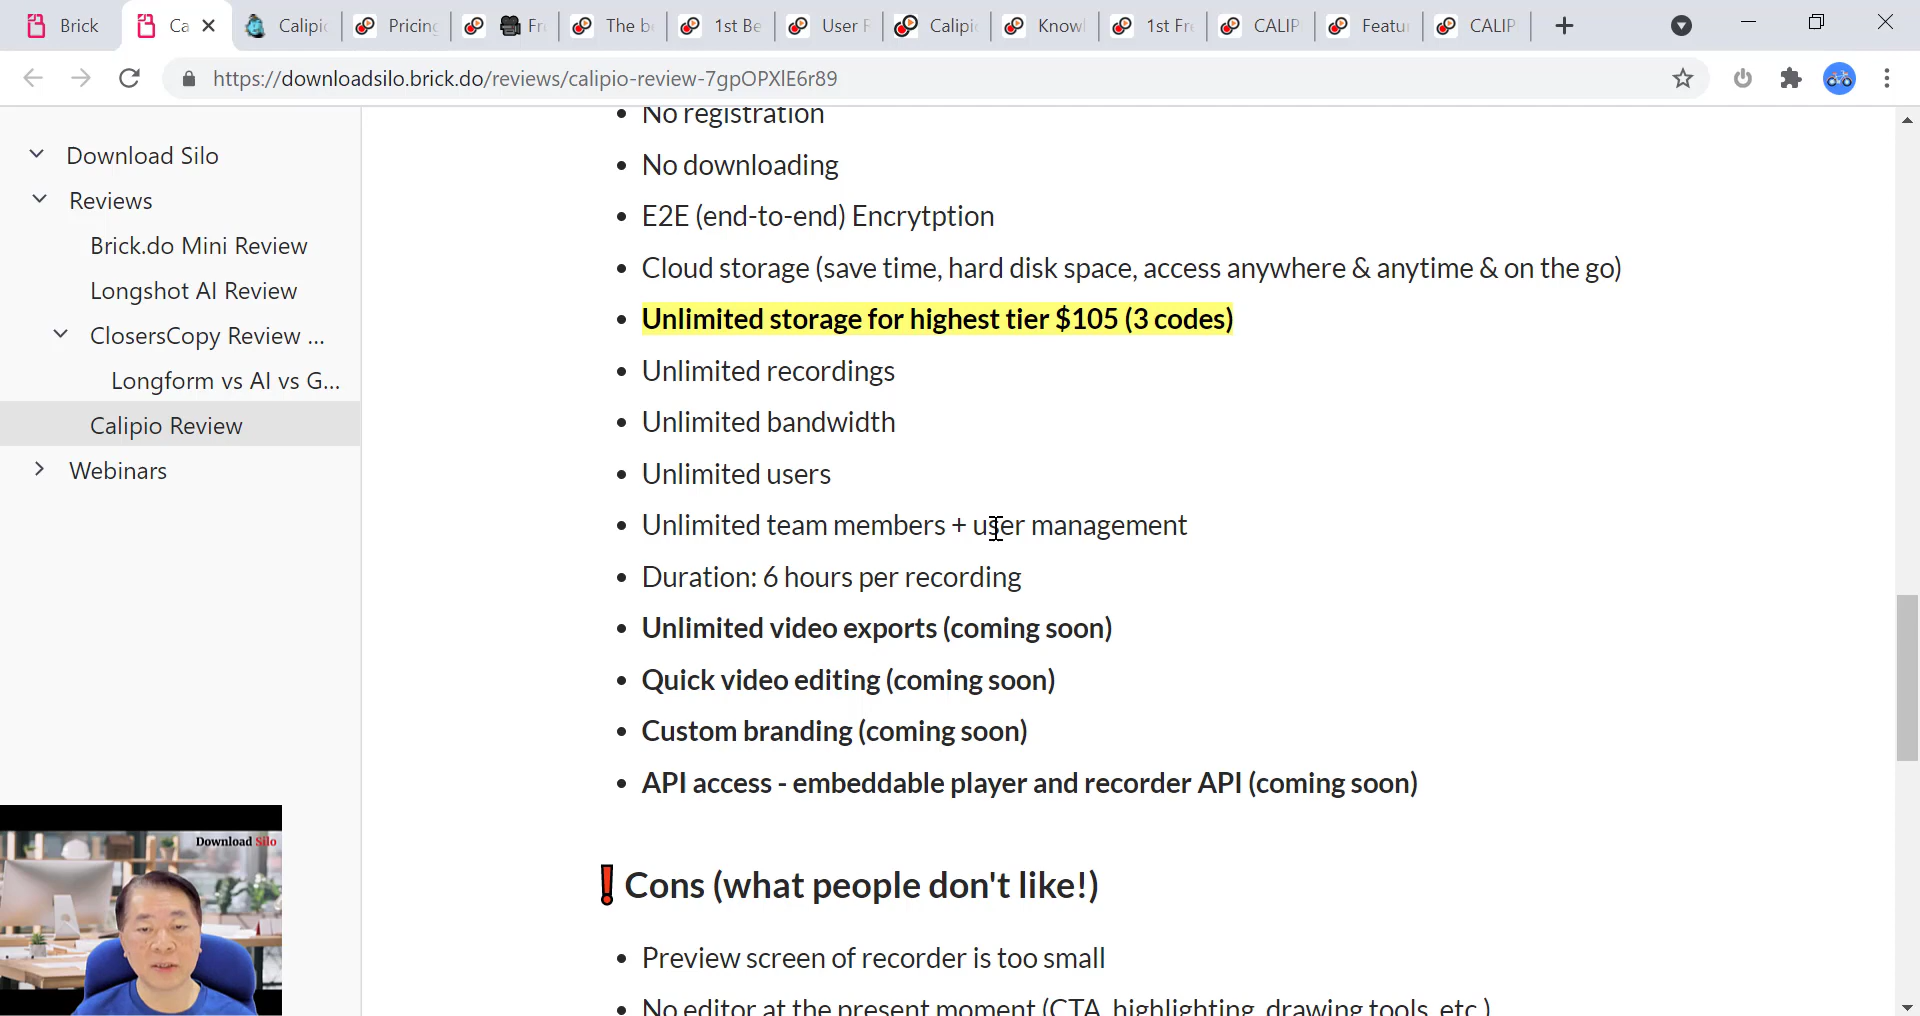 Brick
Ca
Calipio
Pricing
Fr
The be
1st Be
User F
Calipio
Knowl
1st Fre
CALIP
Featu
CALIP
https://downloadsilo.brick.do/reviews/calipio-review-7gpOPXlE6r89
Download Silo
Reviews
Brick.do Mini Review
Longshot AI Review
ClosersCopy Review ...
Longform vs AI vs G...
Calipio Review
Webinars
• No registration
• No downloading
• E2E (end-to-end) Encrytption
• Cloud storage (save time, hard disk space, access anywhere & anytime & on the go)
• Unlimited storage for highest tier $105 (3 codes)
• Unlimited recordings
• Unlimited bandwidth
• Unlimited users
• Unlimited team members + user management
• Duration: 6 hours per recording
• Unlimited video exports (coming soon)
• Quick video editing (coming soon)
• Custom branding (coming soon)
• API access - embeddable player and recorder API (coming soon)
❗Cons (what people don't like!)
• Preview screen of recorder is too small
• No editor at the present moment (CTA, highlighting, drawing tools, etc.)
Download Silo